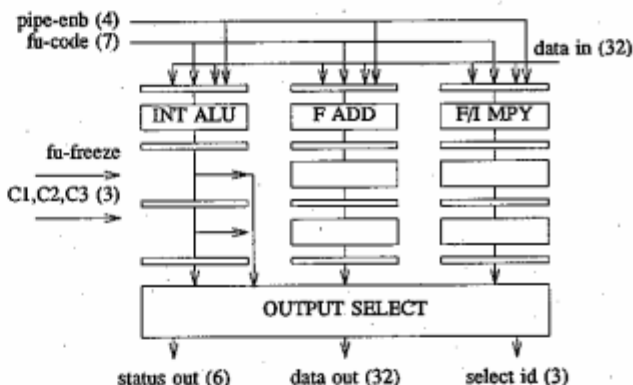 pipe-enb (4)
fu-code (7)
data in (32)
INT ALU
F ADD
F/I MPY
fu-freeze
C1,C2,C3 (3)
OUTPUT SELECT
status out (6)
data out (32)
select id (3)